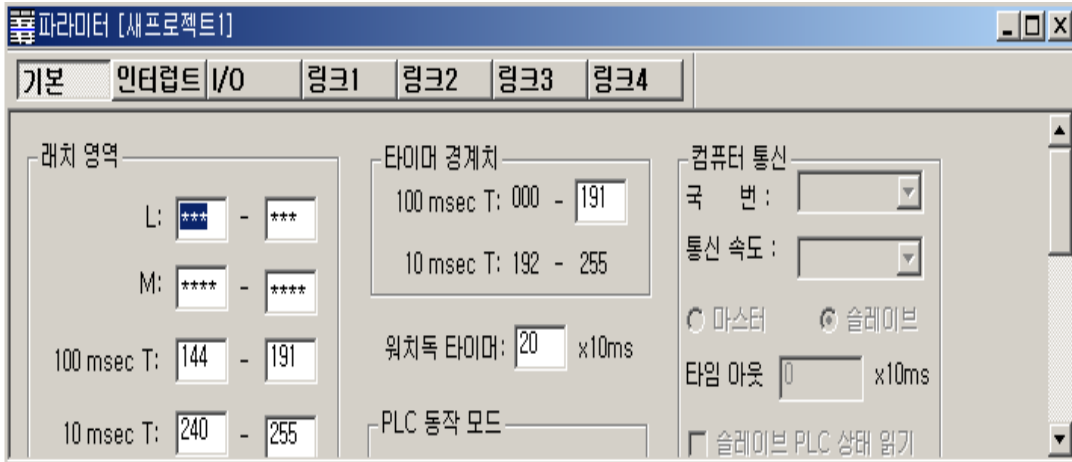 파라미터 [새프로젝트1]
기본 인터럽트 I/O 링크1 링크2 링크3 링크4
래치 영역
L: *** - ***
M: **** - ****
100 msec T: 144 - 191
10 msec T: 240 - 255
타이머 경계치
100 msec T: 000 - 191
10 msec T: 192 - 255
워치독 타이머: 20 x10ms
PLC 동작 모드
컴퓨터 통신
국 번 :
통신 속도 :
마스터 슬레이브
타임 아웃 0 x10ms
슬레이브 PLC 상태 읽기